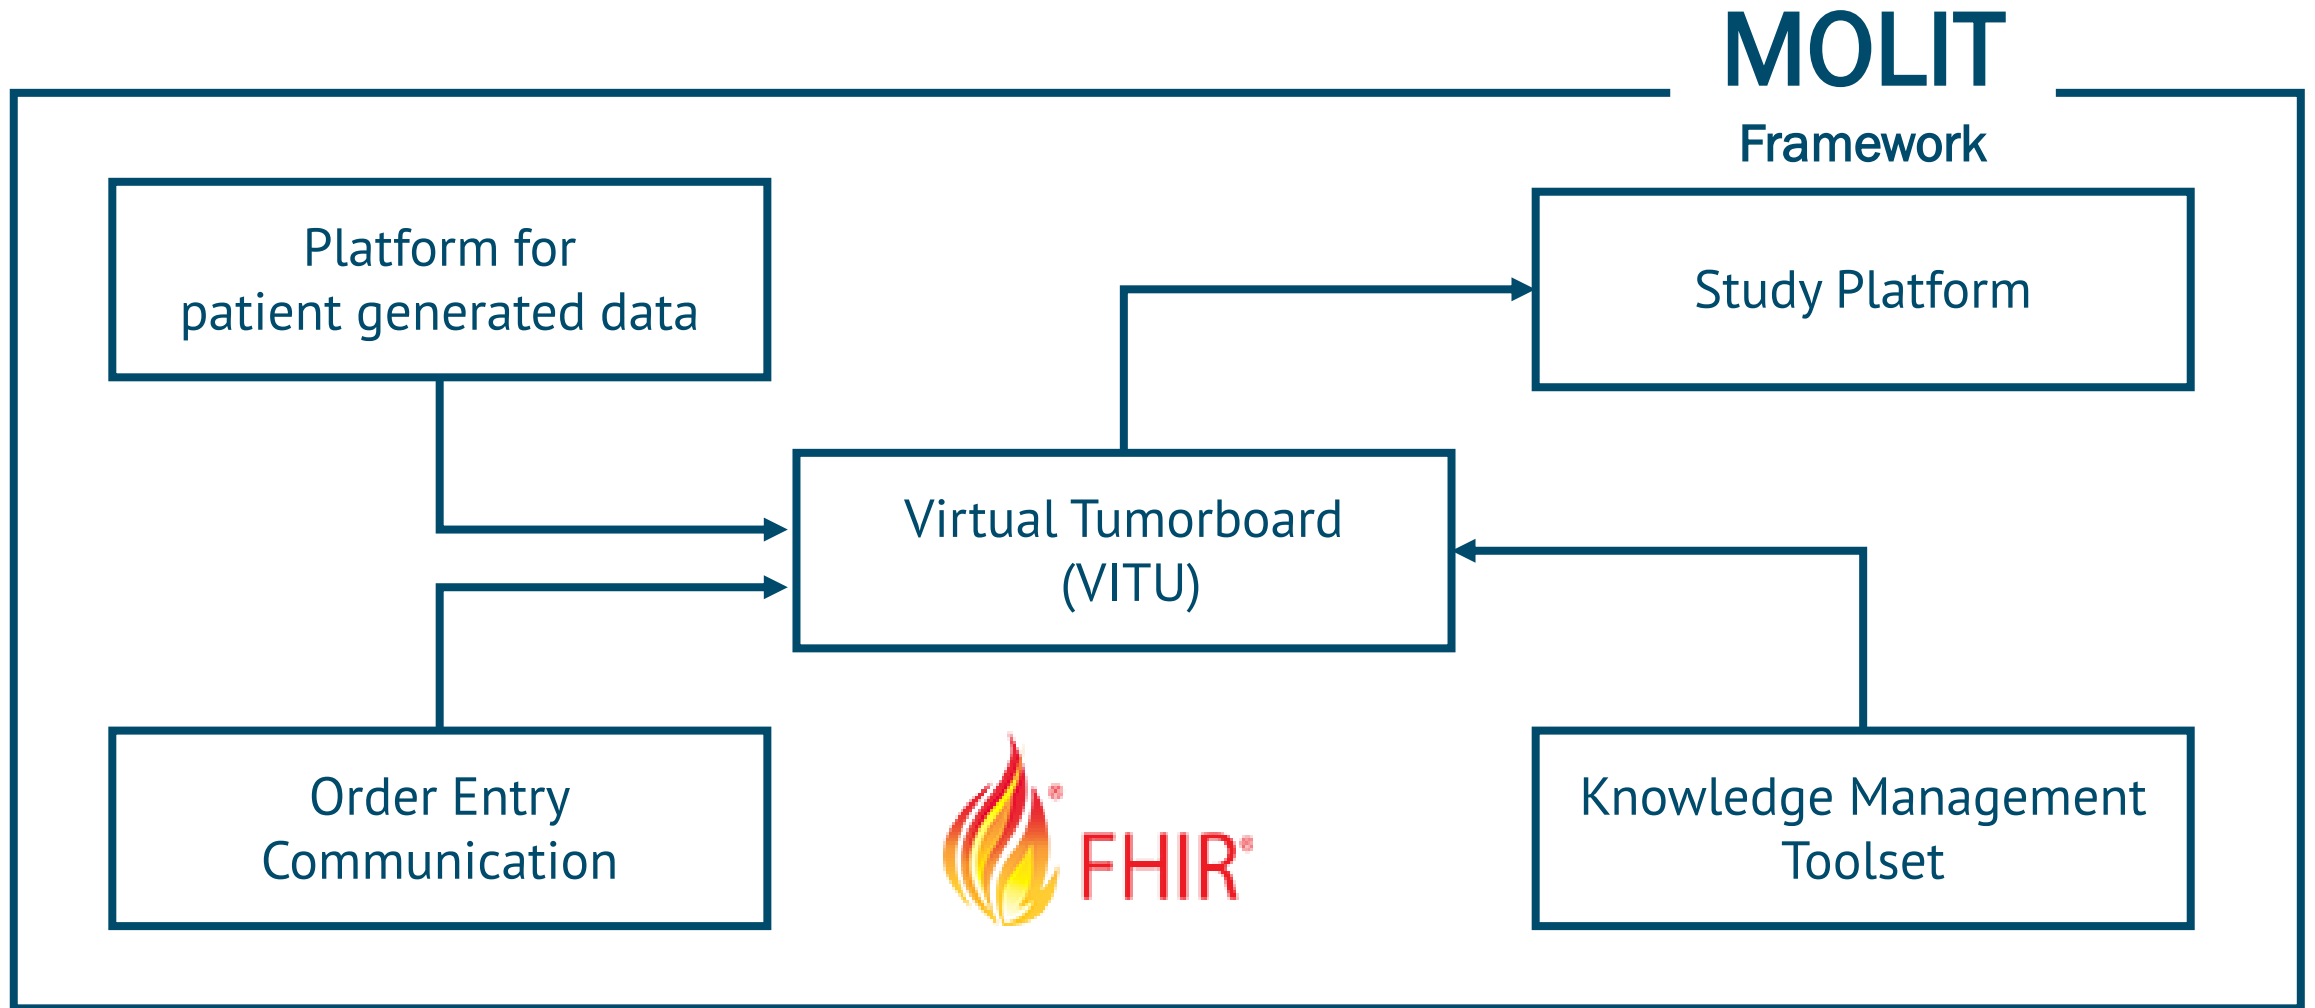 MOLIT
Framework
Platform for
patient generated data
Study Platform
Virtual Tumorboard
(VITU)
Order Entry
Communication
®
FHIR®
Knowledge Management
Toolset